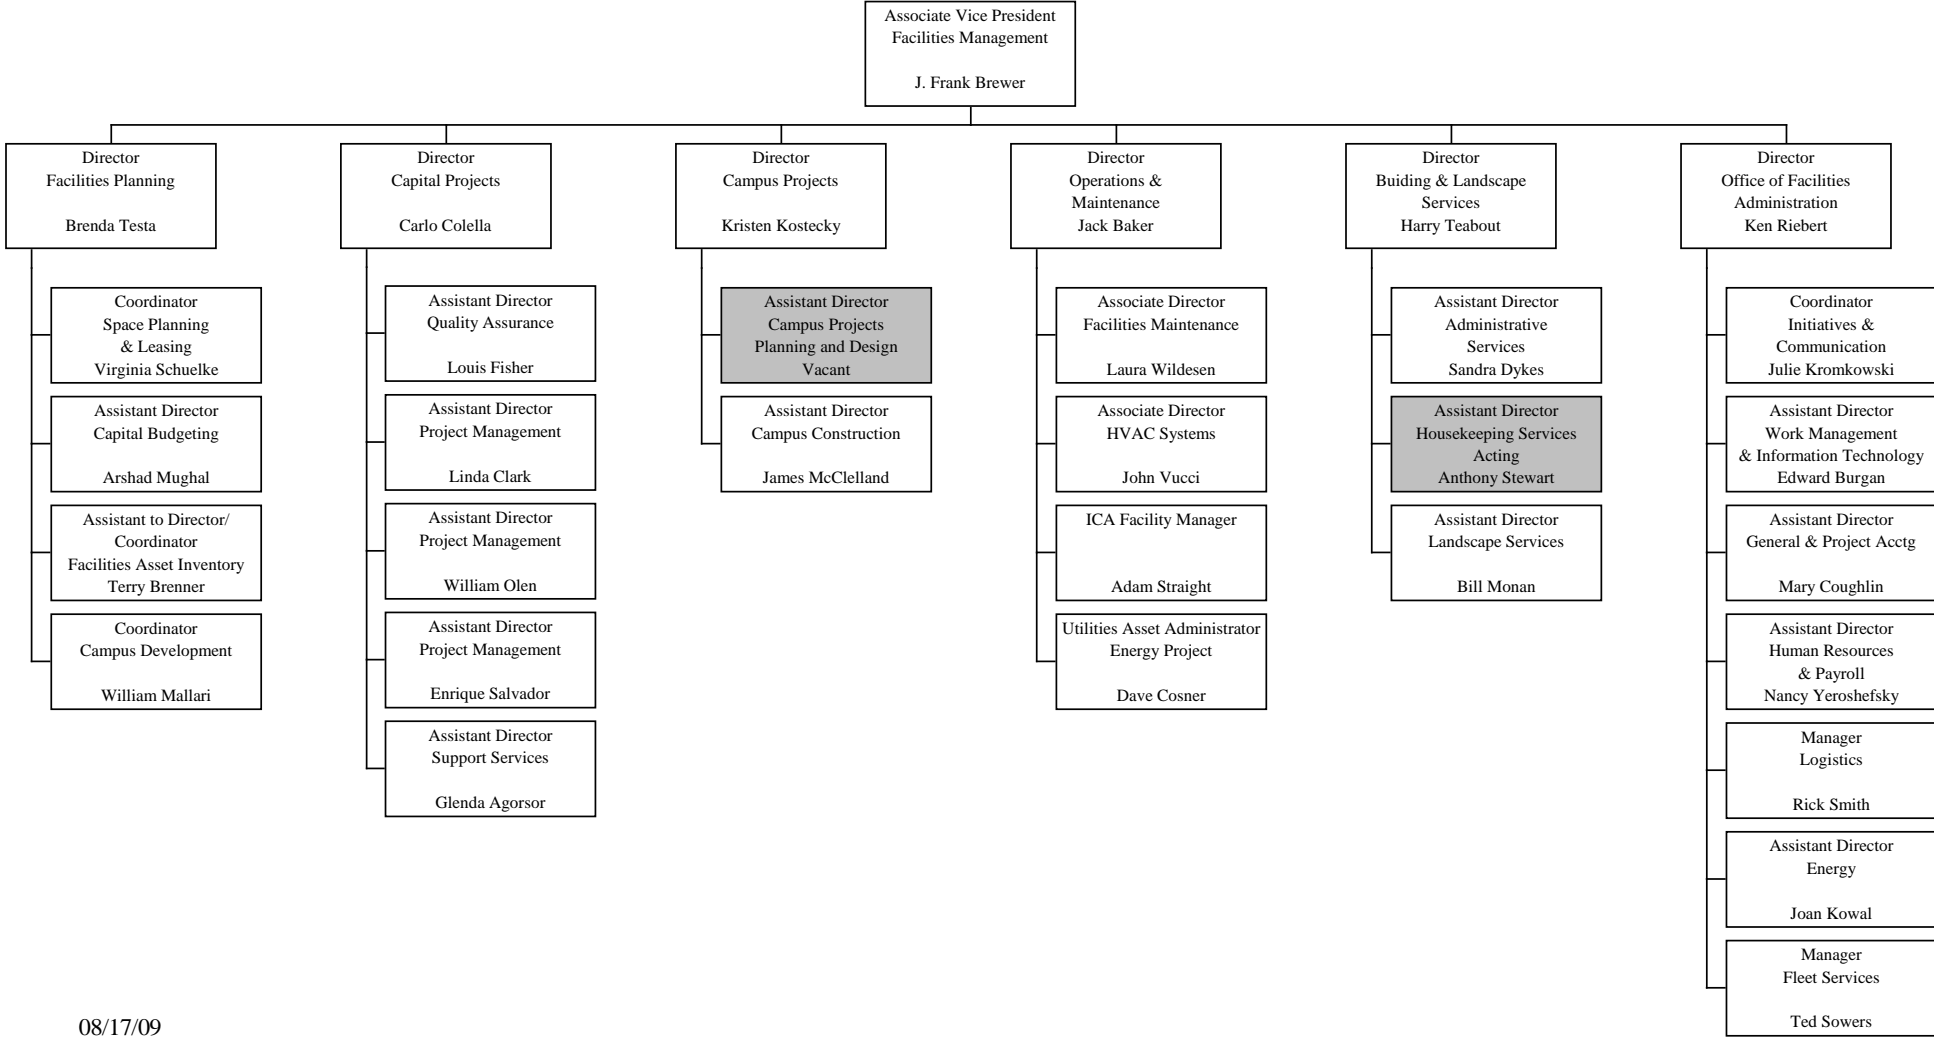 Associate Vice President
Facilities Management
J. Frank Brewer
Director
Facilities Planning
Brenda Testa
Coordinator
Space Planning
& Leasing
Virginia Schuelke
Assistant Director
Capital Budgeting
Arshad Mughal
Assistant to Director/
Coordinator
Facilities Asset Inventory
Terry Brenner
Coordinator
Campus Development
William Mallari
Director
Capital Projects
Carlo Colella
Assistant Director
Quality Assurance
Louis Fisher
Assistant Director
Project Management
Linda Clark
Assistant Director
Project Management
William Olen
Assistant Director
Project Management
Enrique Salvador
Assistant Director
Support Services
Glenda Agorsor
Director
Campus Projects
Kristen Kostecky
Assistant Director
Campus Projects
Planning and Design
Vacant
Assistant Director
Campus Construction
James McClelland
Director
Operations &
Maintenance
Jack Baker
Associate Director
Facilities Maintenance
Laura Wildesen
Associate Director
HVAC Systems
John Vucci
ICA Facility Manager
Adam Straight
Utilities Asset Administrator
Energy Project
Dave Cosner
Director
Buiding & Landscape
Services
Harry Teabout
Assistant Director
Administrative
Services
Sandra Dykes
Assistant Director
Housekeeping Services
Acting
Anthony Stewart
Assistant Director
Landscape Services
Bill Monan
Director
Office of Facilities
Administration
Ken Riebert
Coordinator
Initiatives &
Communication
Julie Kromkowski
Assistant Director
Work Management
& Information Technology
Edward Burgan
Assistant Director
General & Project Acctg
Mary Coughlin
Assistant Director
Human Resources
& Payroll
Nancy Yeroshefsky
Manager
Logistics
Rick Smith
Assistant Director
Energy
Joan Kowal
Manager
Fleet Services
Ted Sowers
08/17/09